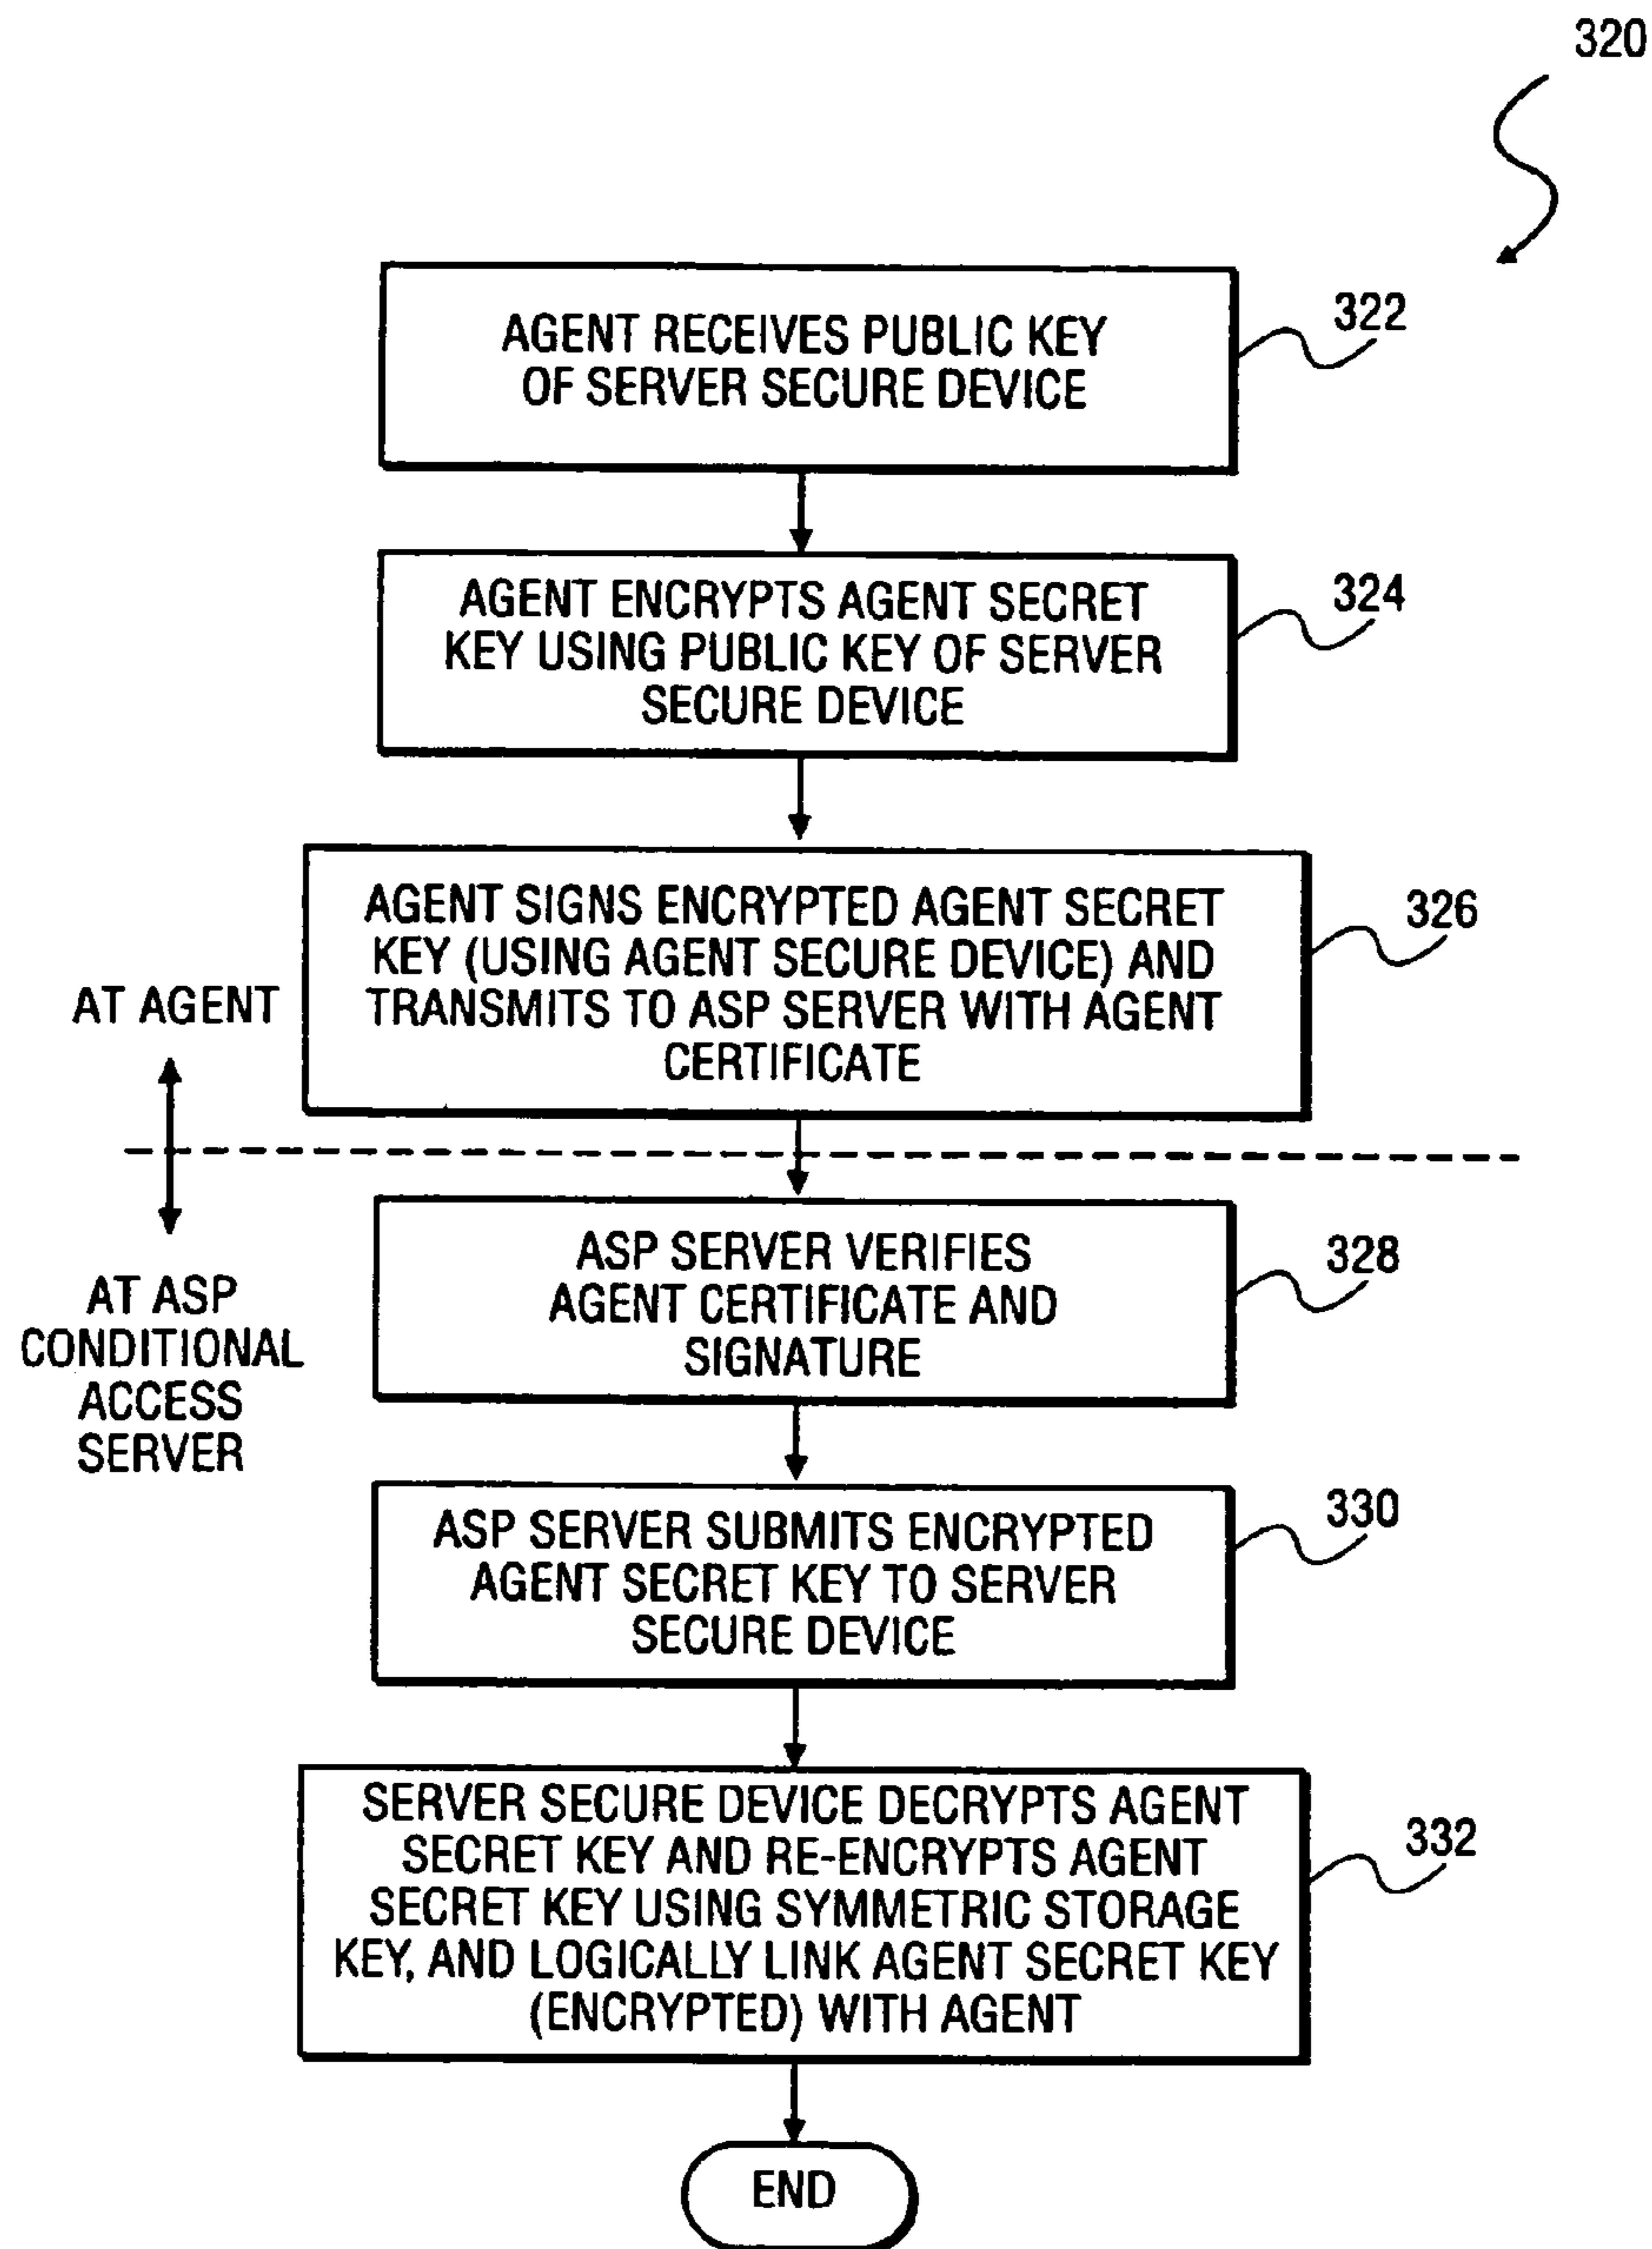 320
AGENT RECEIVES PUBLIC KEY
OF SERVER SECURE DEVICE
322
AGENT ENCRYPTS AGENT SECRET
KEY USING PUBLIC KEY OF SERVER
SECURE DEVICE
324
AGENT SIGNS ENCRYPTED AGENT SECRET
KEY (USING AGENT SECURE DEVICE) AND
TRANSMITS TO ASP SERVER WITH AGENT
CERTIFICATE
326
AT AGENT
AT ASP
CONDITIONAL
ACCESS
SERVER
ASP SERVER VERIFIES
AGENT CERTIFICATE AND
SIGNATURE
328
ASP SERVER SUBMITS ENCRYPTED
AGENT SECRET KEY TO SERVER
SECURE DEVICE
330
SERVER SECURE DEVICE DECRYPTS AGENT
SECRET KEY AND RE-ENCRYPTS AGENT
SECRET KEY USING SYMMETRIC STORAGE
KEY, AND LOGICALLY LINK AGENT SECRET KEY
(ENCRYPTED) WITH AGENT
332
END